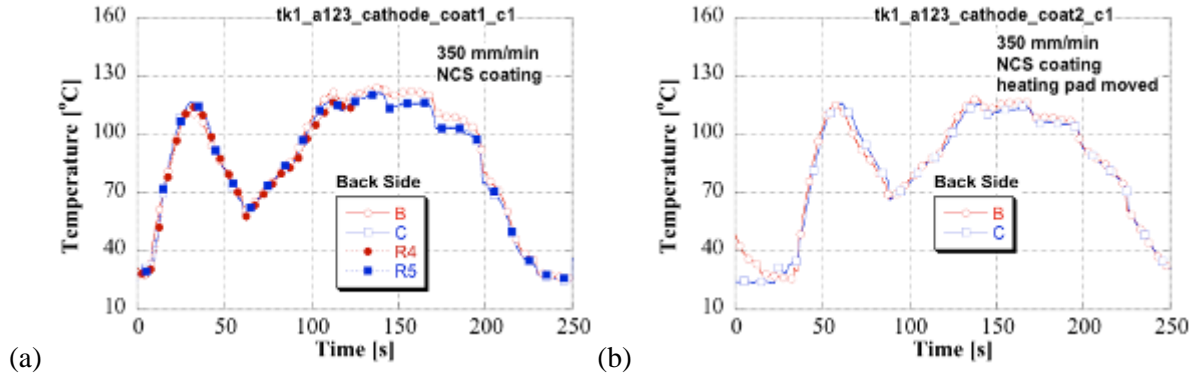 tk1_a123_cathode_coat1_c1
350 mm/min
NCS coating
Temperature [°C]
160
130
100
70
40
10
Back Side
B
C
R4
R5
0 50 100 150 200 250
Time [s]
(a)
tk1_a123_cathode_coat2_c1
350 mm/min
NCS coating
heating pad moved
Temperature [°C]
160
130
100
70
40
10
Back Side
B
C
0 50 100 150 200 250
Time [s]
(b)